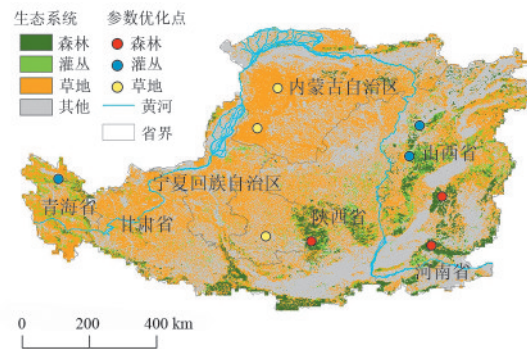 生态系统
森林
灌丛
草地
其他
参数优化点
森林
灌丛
草地
黄河
省界
内蒙古自治区
山西省
宁夏回族自治区
陕西省
青海省
甘肃省
河南省
0 200 400 km